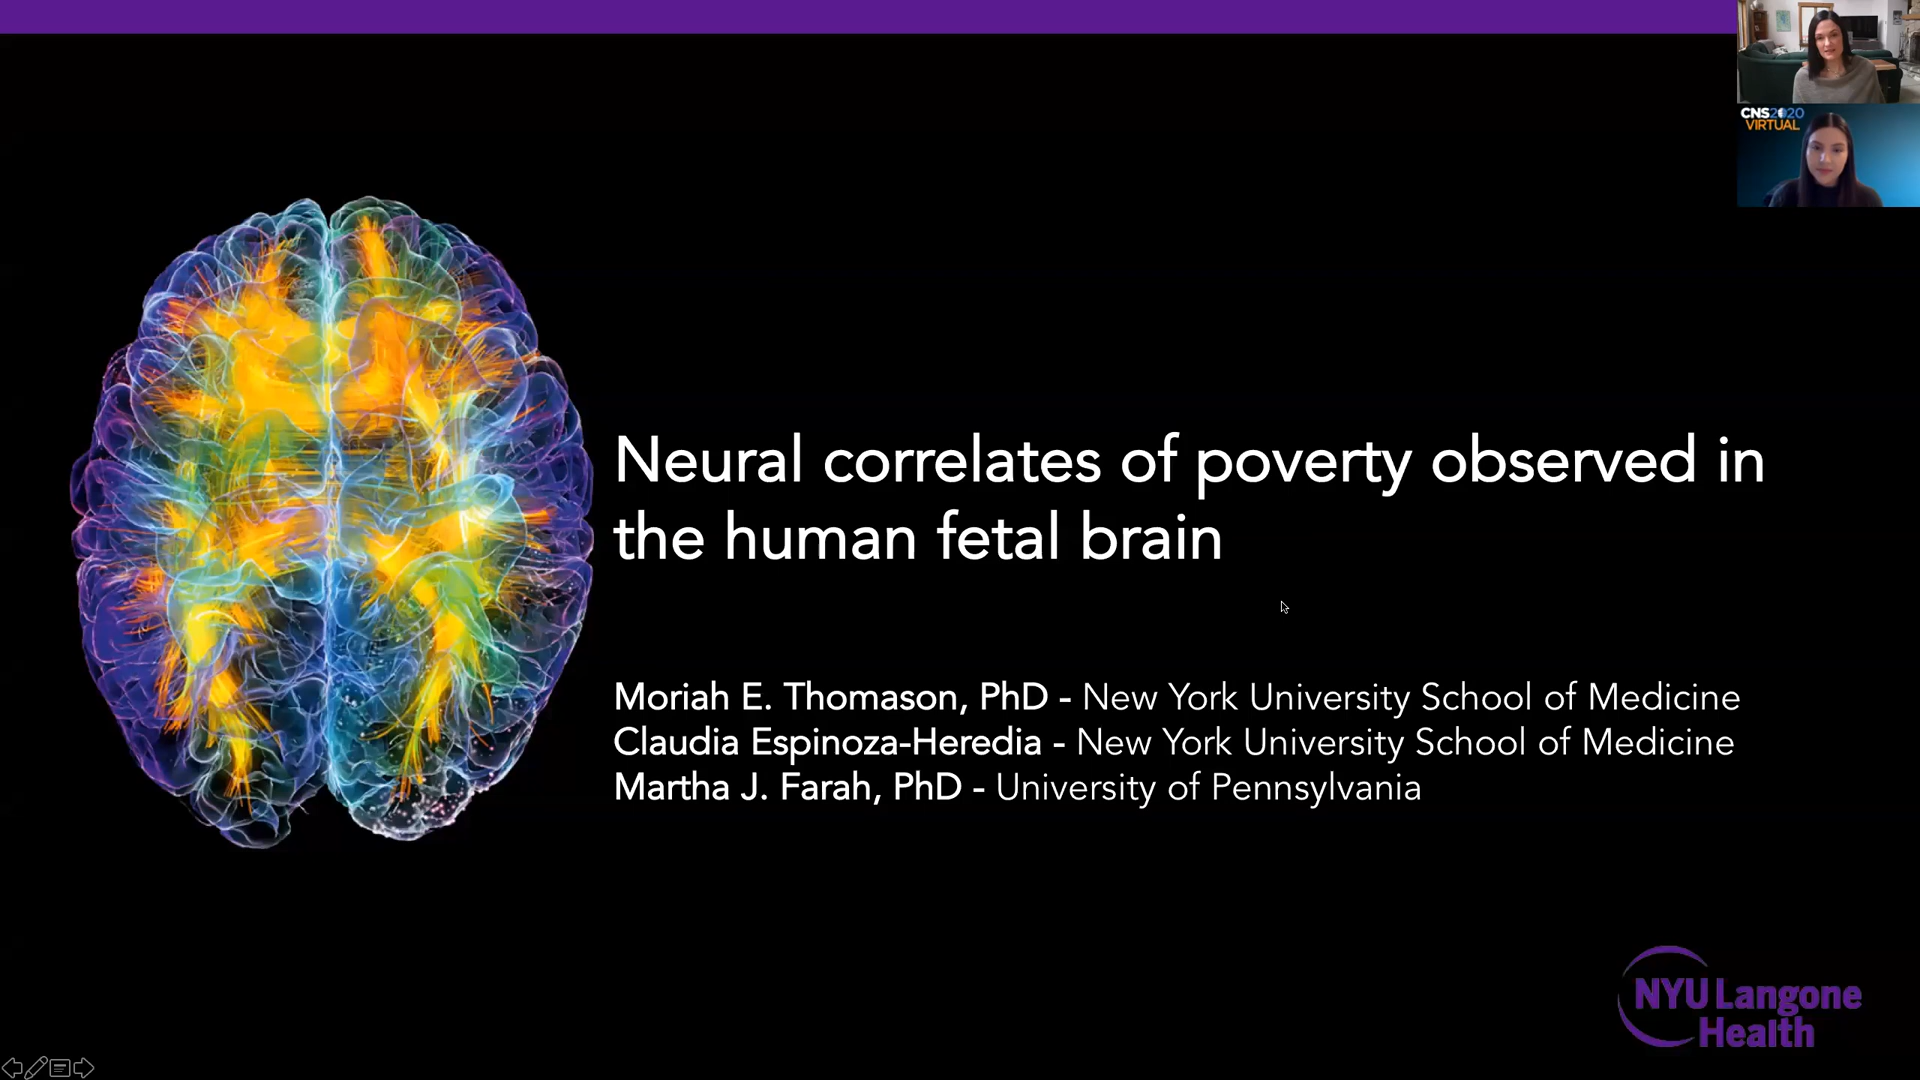 CNS2020
VIRTUAL
Neural correlates of poverty observed in
the human fetal brain
Moriah E. Thomason, PhD - New York University School of Medicine
Claudia Espinoza-Heredia - New York University School of Medicine
Martha J. Farah, PhD - University of Pennsylvania
NYU Langone
Health